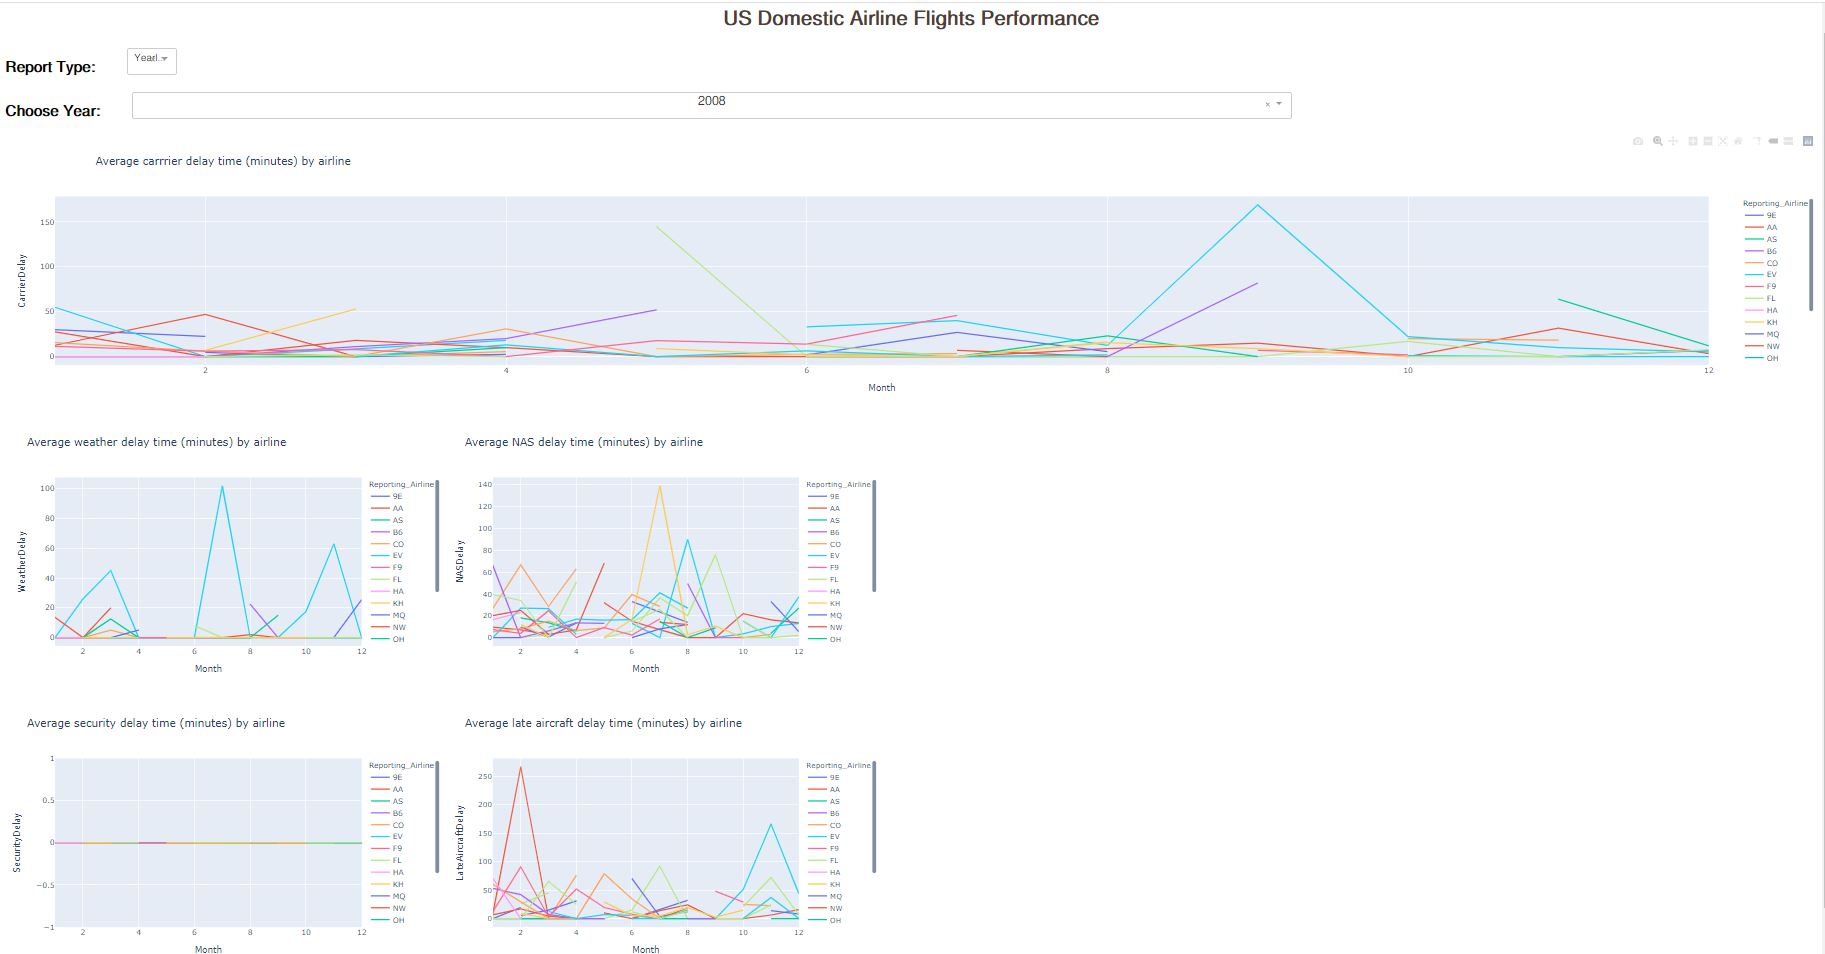 US Domestic Airline Flights Performance
Report Type:
Yearl..
Choose Year:
2008
×
Average carrrier delay time (minutes) by airline
CarrierDelay
150
100
50
0
2
4
6
8
10
12
Month
Reporting_Airline
9E
AA
AS
B6
CO
EV
F9
FL
HA
KH
MQ
NW
OH
Average weather delay time (minutes) by airline
WeatherDelay
100
80
60
40
20
0
2
4
6
8
10
12
Month
Reporting_Airline
9E
AA
AS
B6
CO
EV
F9
FL
HA
KH
MQ
NW
OH
Average NAS delay time (minutes) by airline
NASDelay
140
120
100
80
60
40
20
0
2
4
6
8
10
12
Month
Reporting_Airline
9E
AA
AS
B6
CO
EV
F9
FL
HA
KH
MQ
NW
OH
Average security delay time (minutes) by airline
SecurityDelay
1
0.5
0
−0.5
−1
2
4
6
8
10
12
Month
Reporting_Airline
9E
AA
AS
B6
CO
EV
F9
FL
HA
KH
MQ
NW
OH
Average late aircraft delay time (minutes) by airline
LateAircraftDelay
250
200
150
100
50
0
2
4
6
8
10
12
Month
Reporting_Airline
9E
AA
AS
B6
CO
EV
F9
FL
HA
KH
MQ
NW
OH